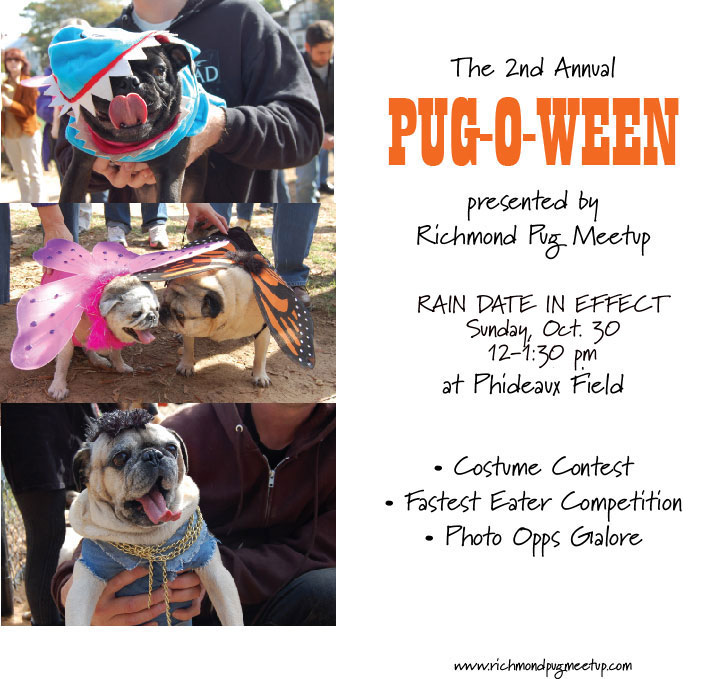 The 2nd Annual
PUG-O-WEEN
presented by
Richmond Pug Meetup
RAIN DATE IN EFFECT
Sunday, Oct. 30
12-1:30 pm
at Phideaux Field
• Costume Contest
• Fastest Eater Competition
• Photo Opps Galore
www.richmondpugmeetup.com